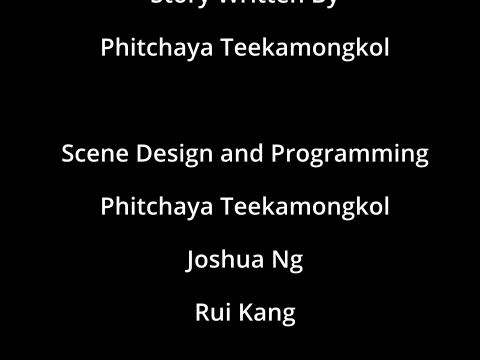 Story Written By
Phitchaya Teekamongkol
Scene Design and Programming
Phitchaya Teekamongkol
Joshua Ng
Rui Kang